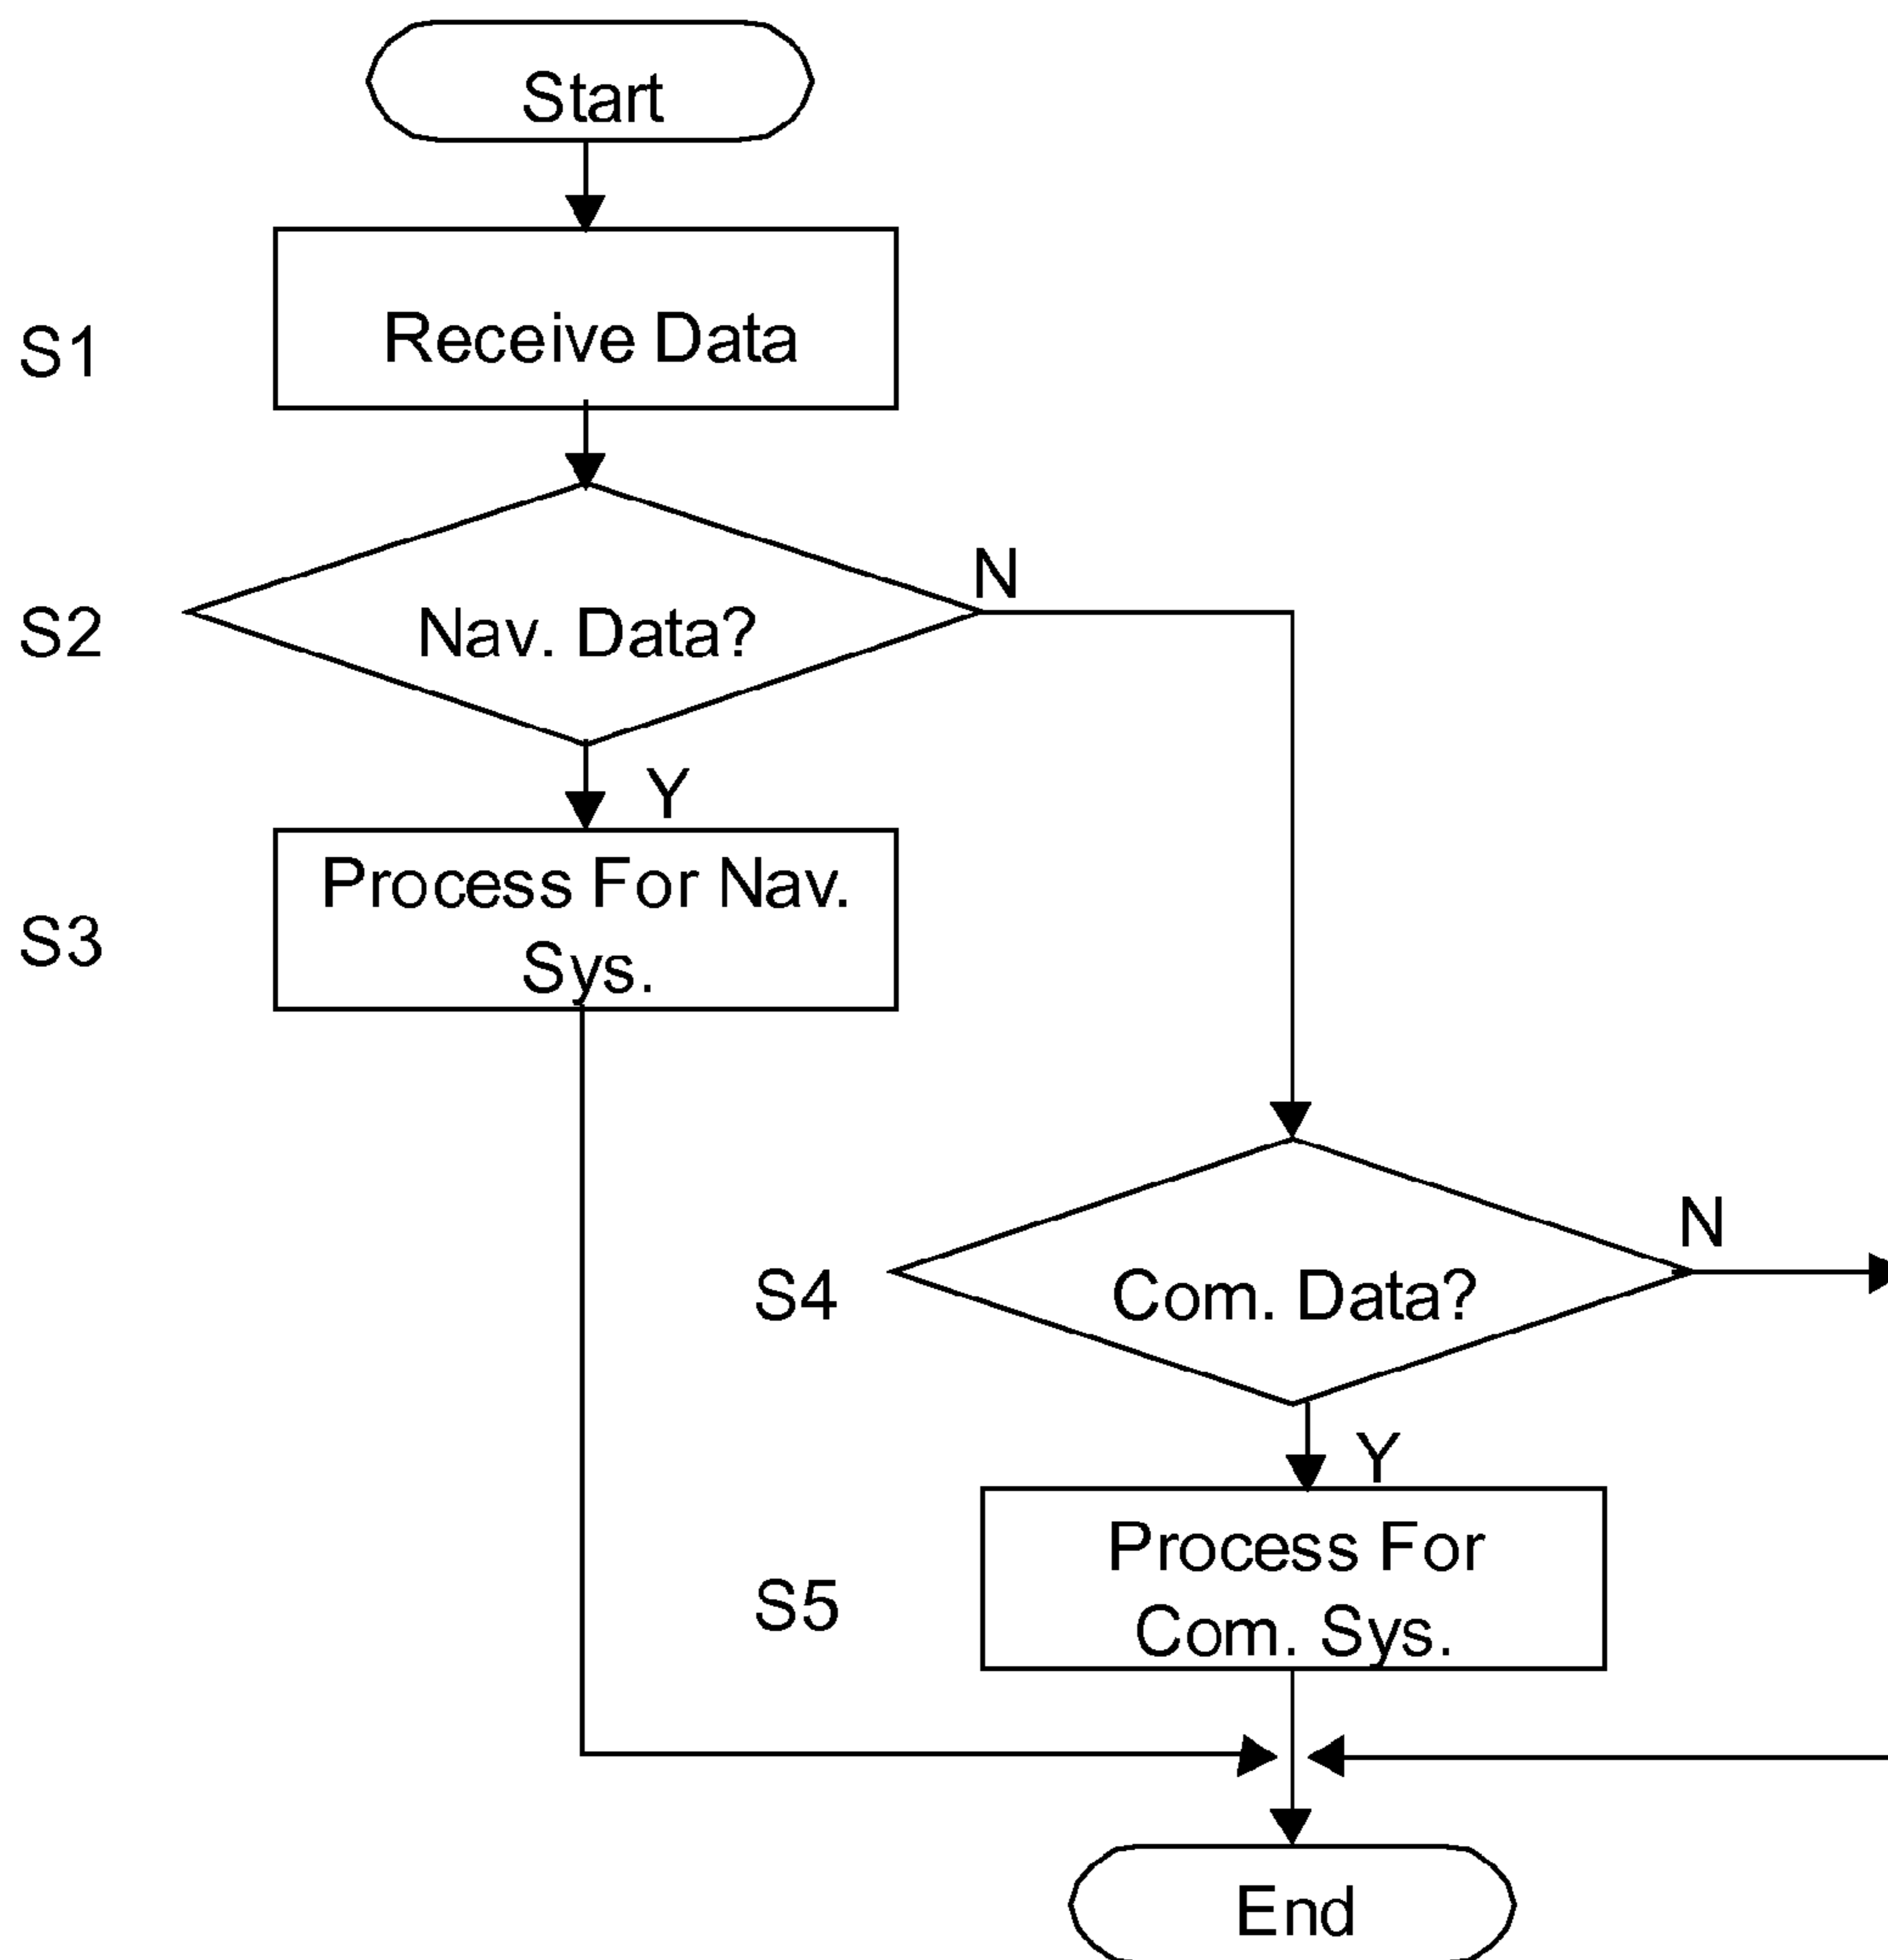 Start
S1
Receive Data
S2
Nav. Data?
N
Y
S3
Process For Nav.
Sys.
S4
Com. Data?
N
Y
S5
Process For
Com. Sys.
End